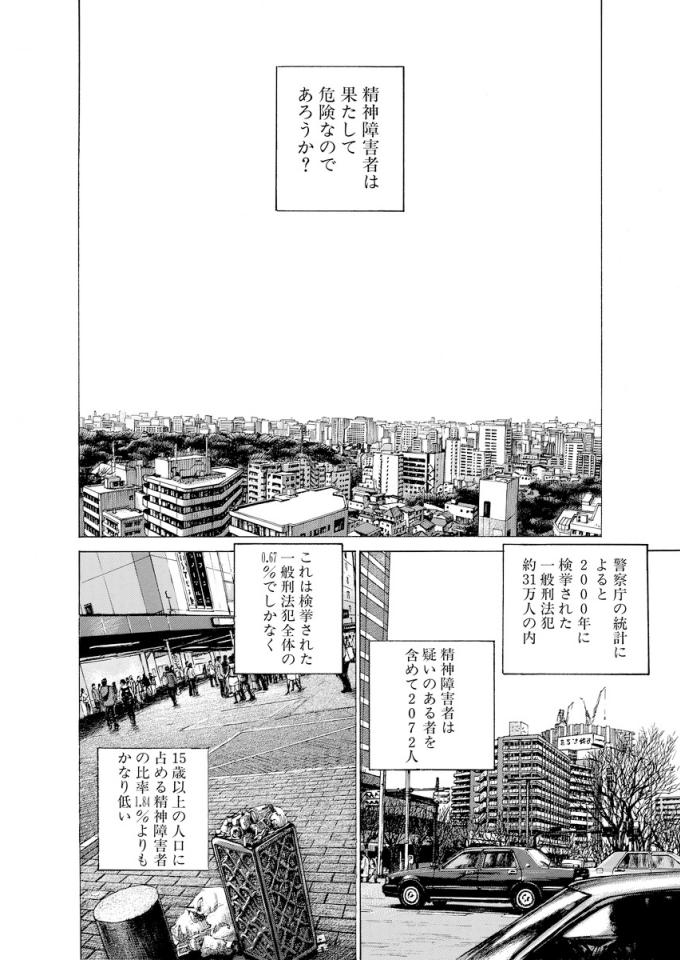 精神障害者は
果たして
危険なので
あろうか？
警察庁の統計に
よると
2000年に
検挙された
一般刑法犯
約31万人の内
精神障害者は
疑いのある者を
含めて2072人
これは検挙された
一般刑法犯全体の
0.67%でしかなく
15歳以上の人口に
占める精神障害者
の比率1.84%よりも
かなり低い